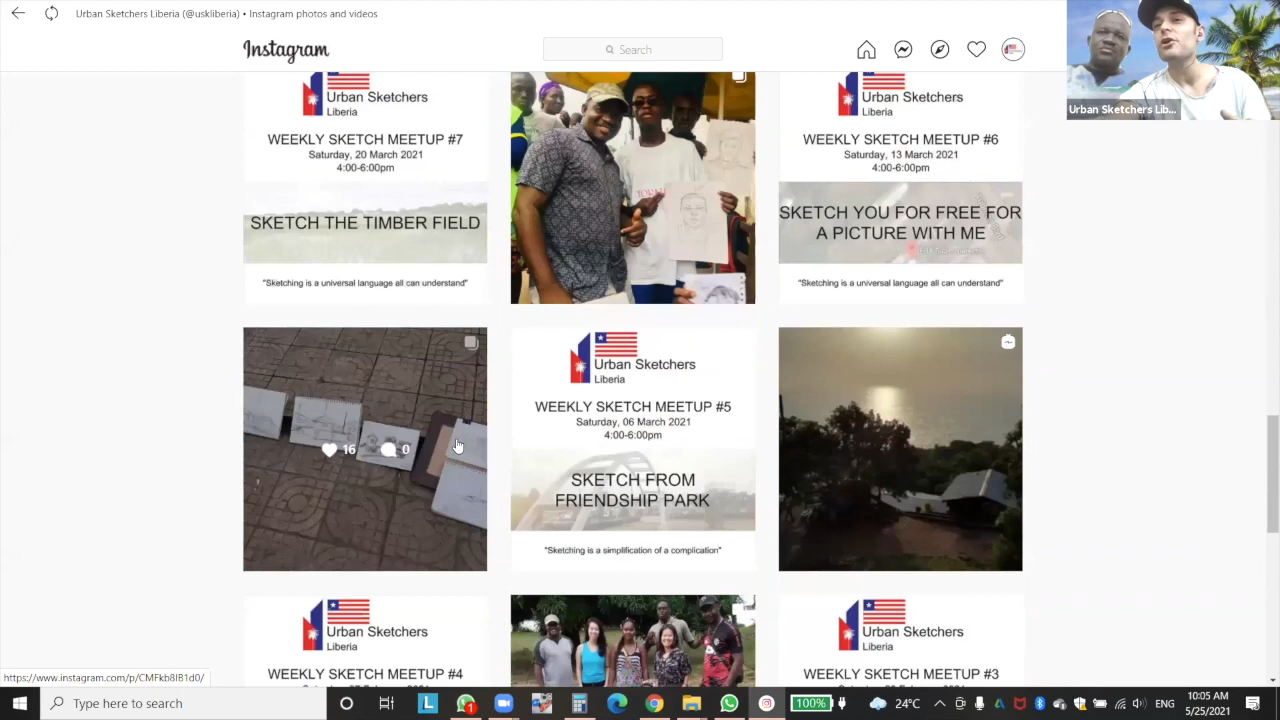 Urban Sketchers Liberia (@uskliberia) • Instagram photos and videos
Instagram
Search
Urban Sketchers Lib...
Urban Sketchers
Liberia
WEEKLY SKETCH MEETUP #7
Saturday, 20 March 2021
4:00-6:00pm
SKETCH THE TIMBER FIELD
"Sketching is a universal language all can understand"
Urban Sketchers
Liberia
WEEKLY SKETCH MEETUP #6
Saturday, 13 March 2021
4:00-6:00pm
SKETCH YOU FOR FREE FOR
A PICTURE WITH ME
"Sketching is a universal language all can understand"
16 0
Urban Sketchers
Liberia
WEEKLY SKETCH MEETUP #5
Saturday, 06 March 2021
4:00-6:00pm
SKETCH FROM
FRIENDSHIP PARK
"Sketching is a simplification of a complication"
Urban Sketchers
Liberia
WEEKLY SKETCH MEETUP #4
Urban Sketchers
Liberia
WEEKLY SKETCH MEETUP #3
https://www.instagram.com/p/CMFkb8lB1d0/
Type here to search
1
100%
24°C
ENG
10:05 AM
5/25/2021